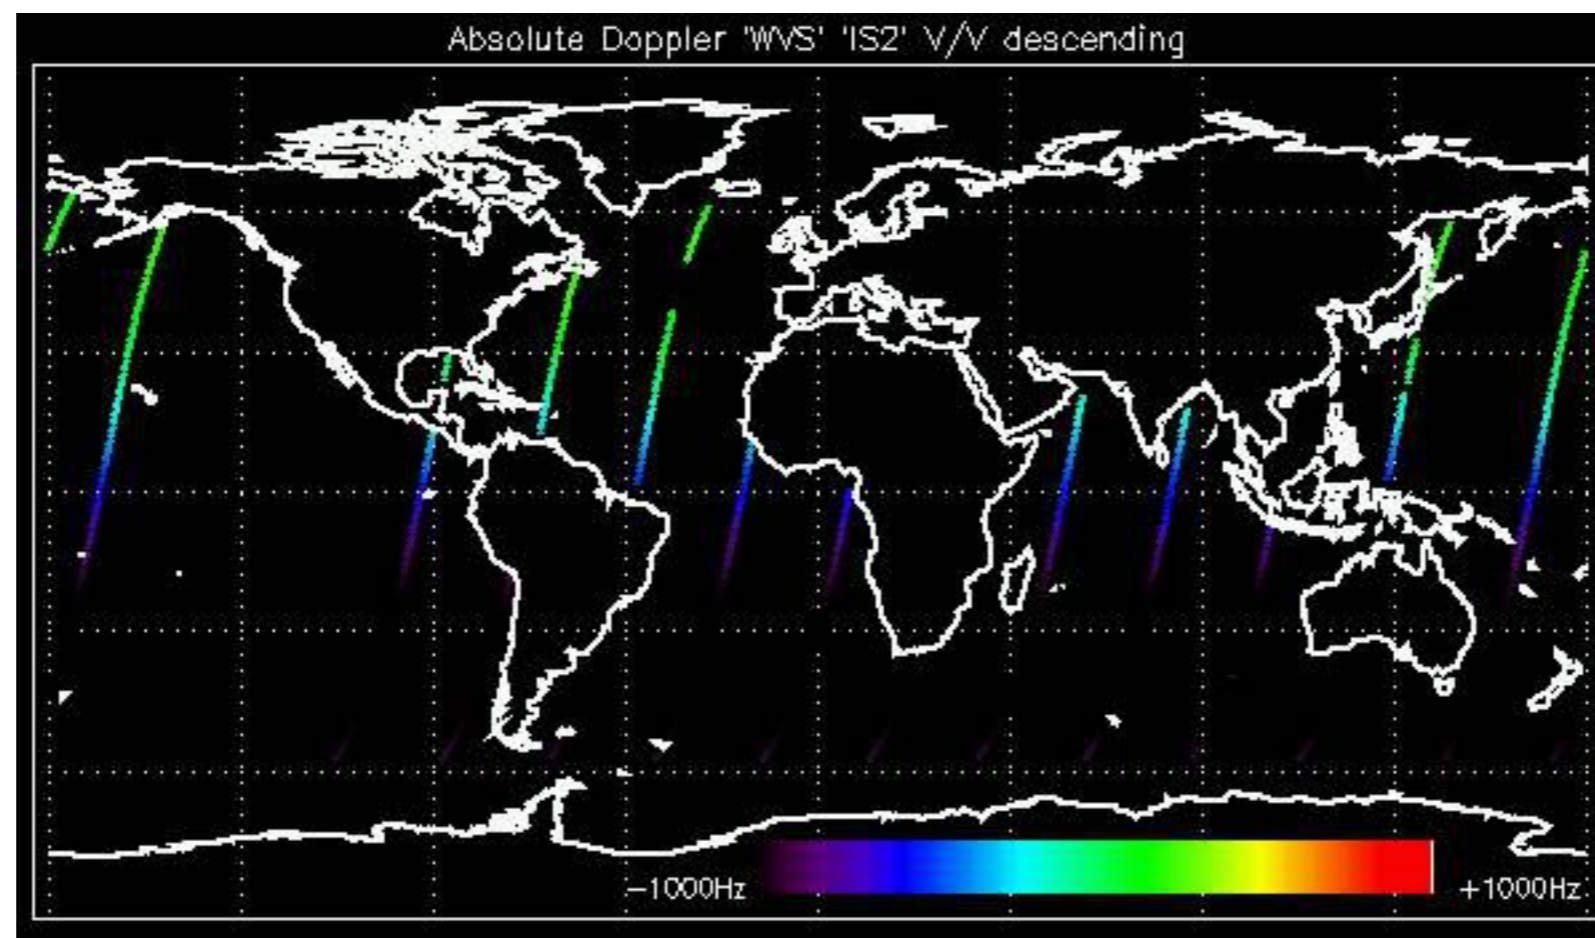 Absolute Doppler 'WVS' 'IS2' V/V descending
−1000Hz +1000Hz